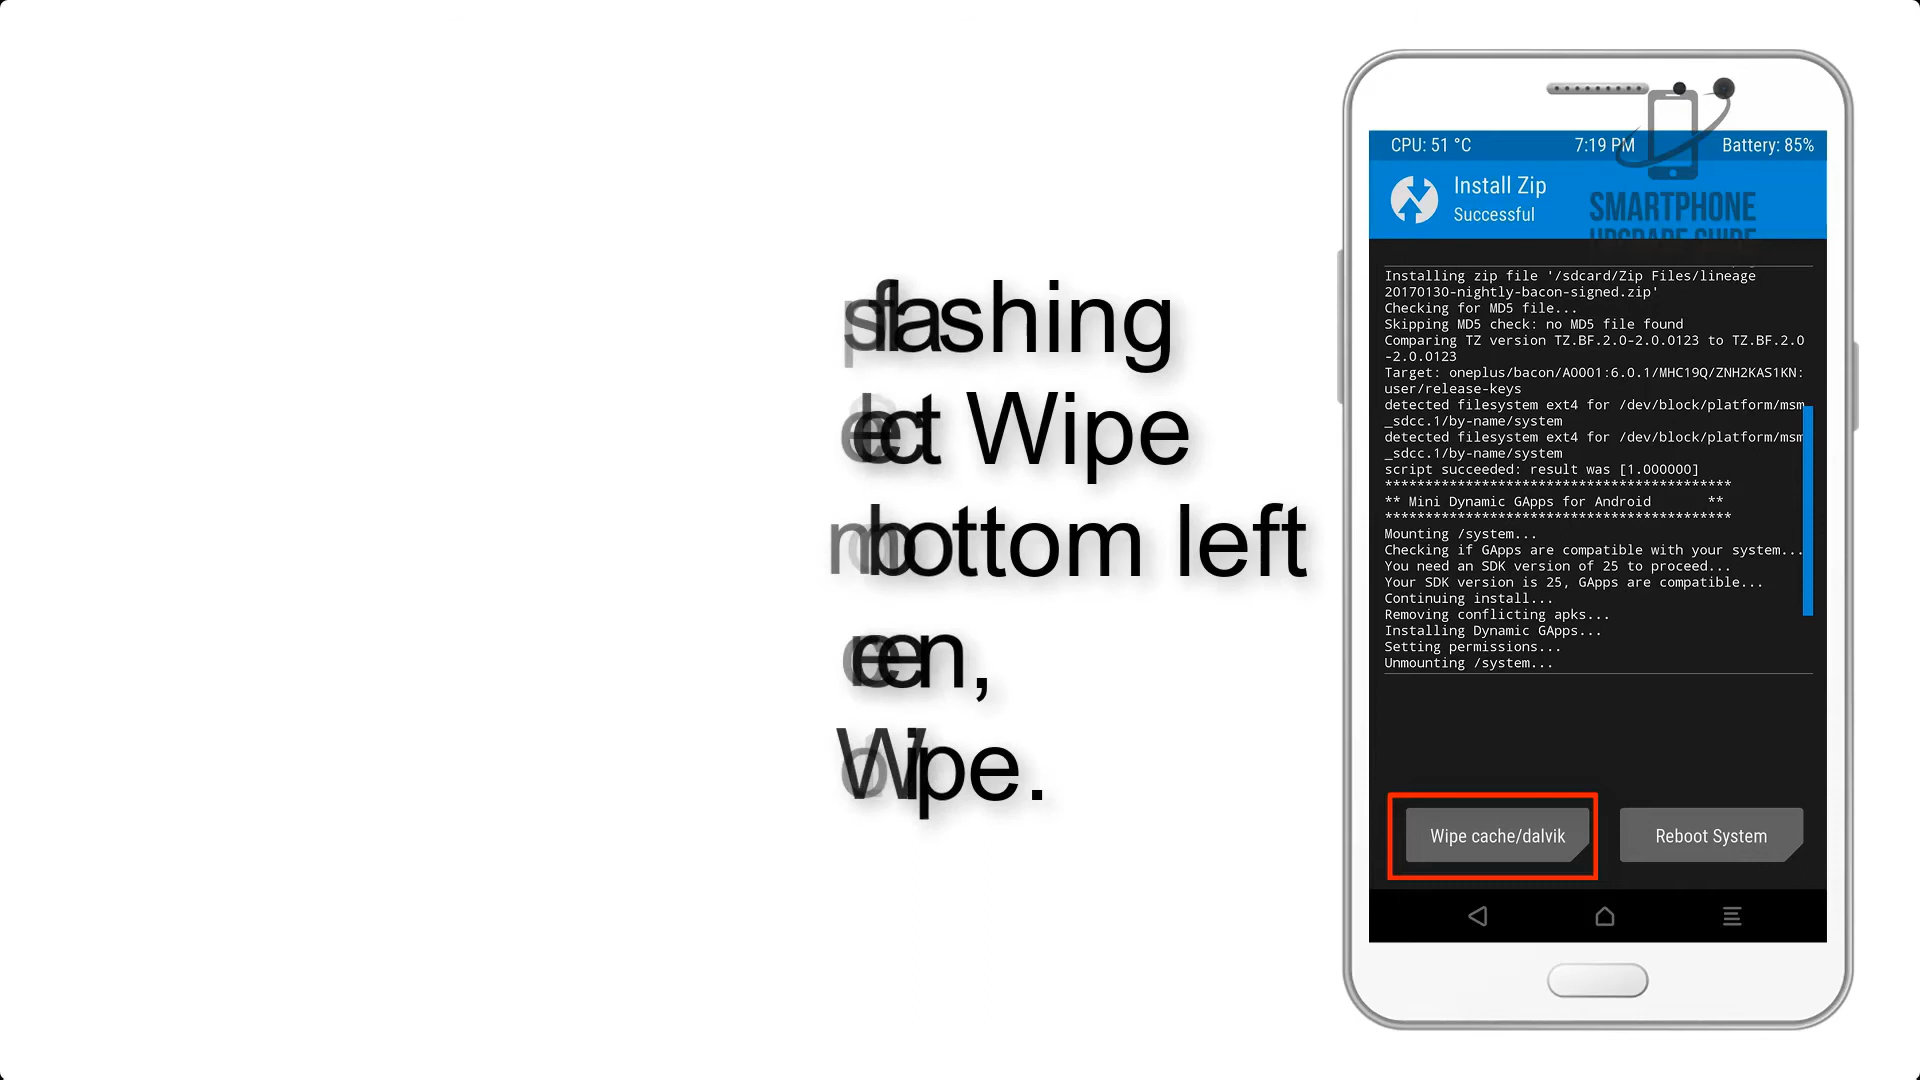 flashing
Wipe
bottom left
Wipe.
CPU: 51 °C 7:19 PM Battery: 85%
Install Zip
Successful
SMARTPHONE
UPGRADE GUIDE
Installing zip file '/sdcard/Zip Files/lineage
20170130-nightly-bacon-signed.zip'
Checking for MD5 file...
Skipping MD5 check: no MD5 file found
Comparing TZ version TZ.BF.2.0-2.0.0123 to TZ.BF.2.0
-2.0.0123
Target: oneplus/bacon/A0001:6.0.1/MHC19Q/ZNH2KAS1KN:
user/release-keys
detected filesystem ext4 for /dev/block/platform/msm
_sdcc.1/by-name/system
detected filesystem ext4 for /dev/block/platform/msm
_sdcc.1/by-name/system
script succeeded: result was [1.000000]
*******************************************
** Mini Dynamic GApps for Android **
*******************************************
Mounting /system...
Checking if GApps are compatible with your system...
You need an SDK version of 25 to proceed...
Your SDK version is 25, GApps are compatible...
Continuing install...
Removing conflicting apks...
Installing Dynamic GApps...
Setting permissions...
Unmounting /system...
Wipe cache/dalvik
Reboot System